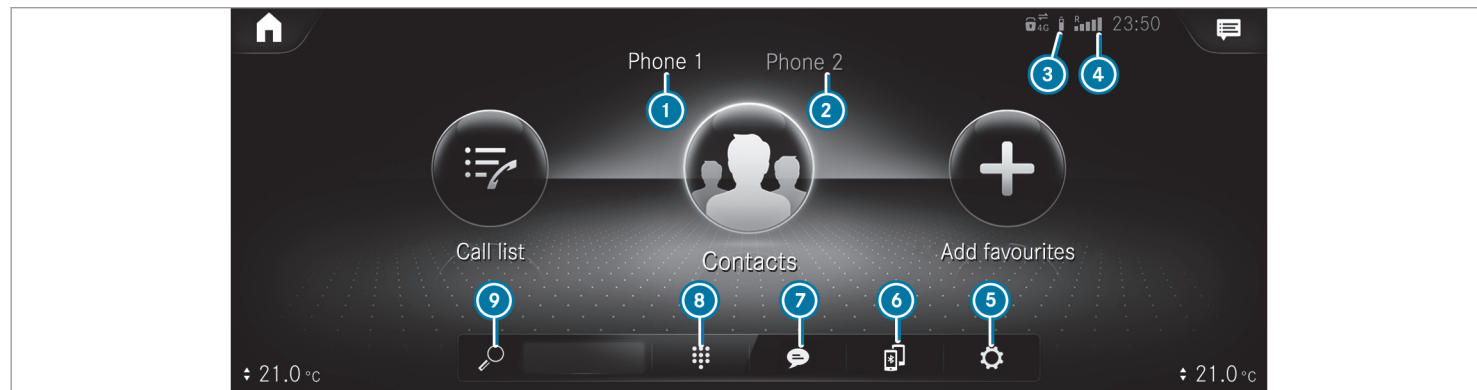 4G R 23:50
Phone 1 Phone 2
3 4
1 2
Call list Contacts Add favourites
9 8 7 6 5
21.0 °C 21.0 °C